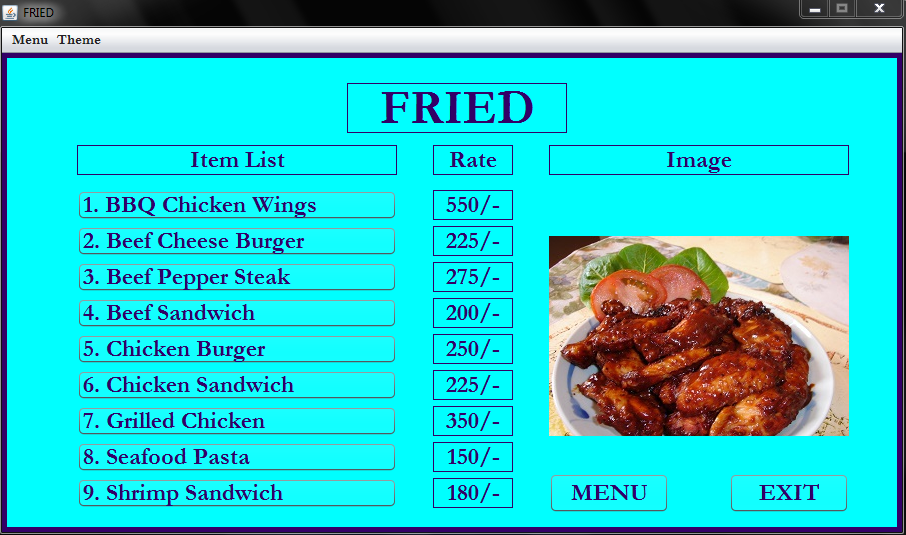 FRIED
Menu Theme
FRIED
Item List Rate Image
1. BBQ Chicken Wings 550/-
2. Beef Cheese Burger 225/-
3. Beef Pepper Steak 275/-
4. Beef Sandwich 200/-
5. Chicken Burger 250/-
6. Chicken Sandwich 225/-
7. Grilled Chicken 350/-
8. Seafood Pasta 150/-
9. Shrimp Sandwich 180/-
MENU EXIT